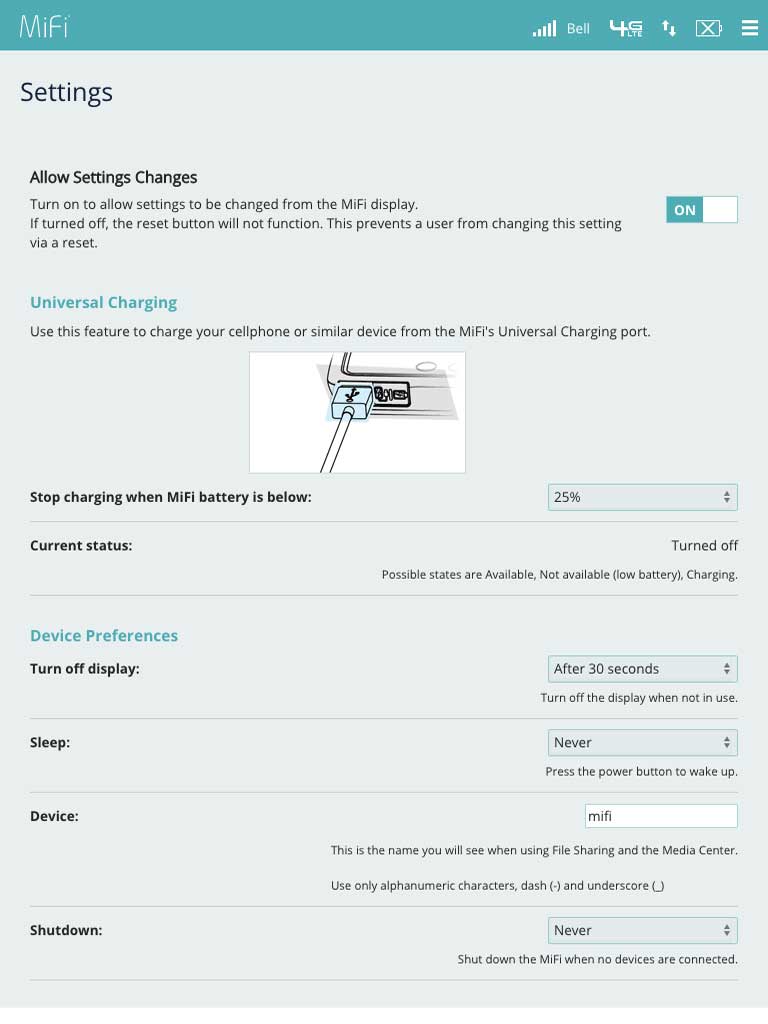 MiFi
Bell 4G LTE
Settings
Allow Settings Changes
Turn on to allow settings to be changed from the MiFi display.
If turned off, the reset button will not function. This prevents a user from changing this setting
via a reset.
ON
Universal Charging
Use this feature to charge your cellphone or similar device from the MiFi's Universal Charging port.
Stop charging when MiFi battery is below: 25%
Current status: Turned off
Possible states are Available, Not available (low battery), Charging.
Device Preferences
Turn off display: After 30 seconds
Turn off the display when not in use.
Sleep: Never
Press the power button to wake up.
Device: mifi
This is the name you will see when using File Sharing and the Media Center.
Use only alphanumeric characters, dash (-) and underscore (_)
Shutdown: Never
Shut down the MiFi when no devices are connected.